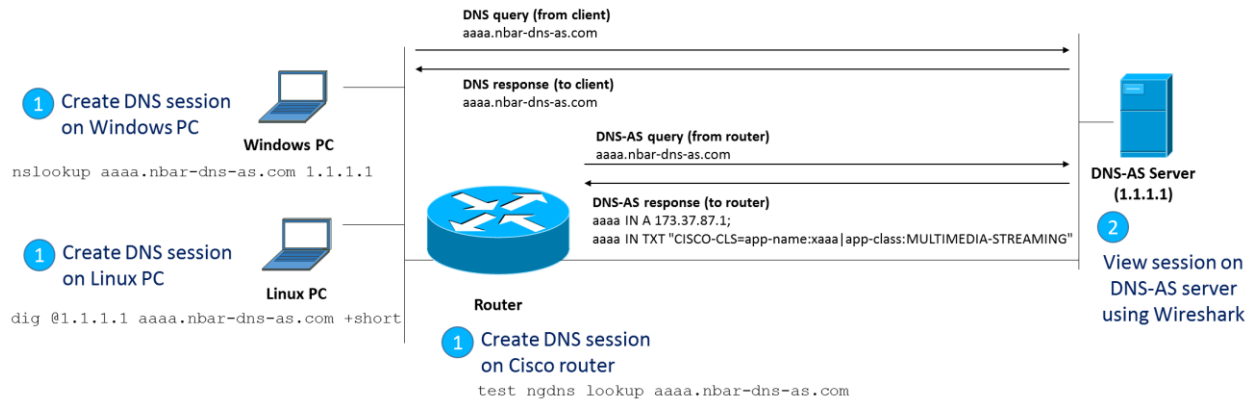 DNS query (from client)
aaaa.nbar-dns-as.com
DNS response (to client)
aaaa.nbar-dns-as.com
1 Create DNS session
on Windows PC
Windows PC
nslookup aaaa.nbar-dns-as.com 1.1.1.1
DNS-AS query (from router)
aaaa.nbar-dns-as.com
DNS-AS response (to router)
aaaa IN A 173.37.87.1;
aaaa IN TXT "CISCO-CLS=app-name:xaaa|app-class:MULTIMEDIA-STREAMING"
DNS-AS Server
(1.1.1.1)
1 Create DNS session
on Linux PC
Linux PC
dig @1.1.1.1 aaaa.nbar-dns-as.com +short
Router
1 Create DNS session
on Cisco router
test ngdns lookup aaaa.nbar-dns-as.com
2
View session on
DNS-AS server
using Wireshark